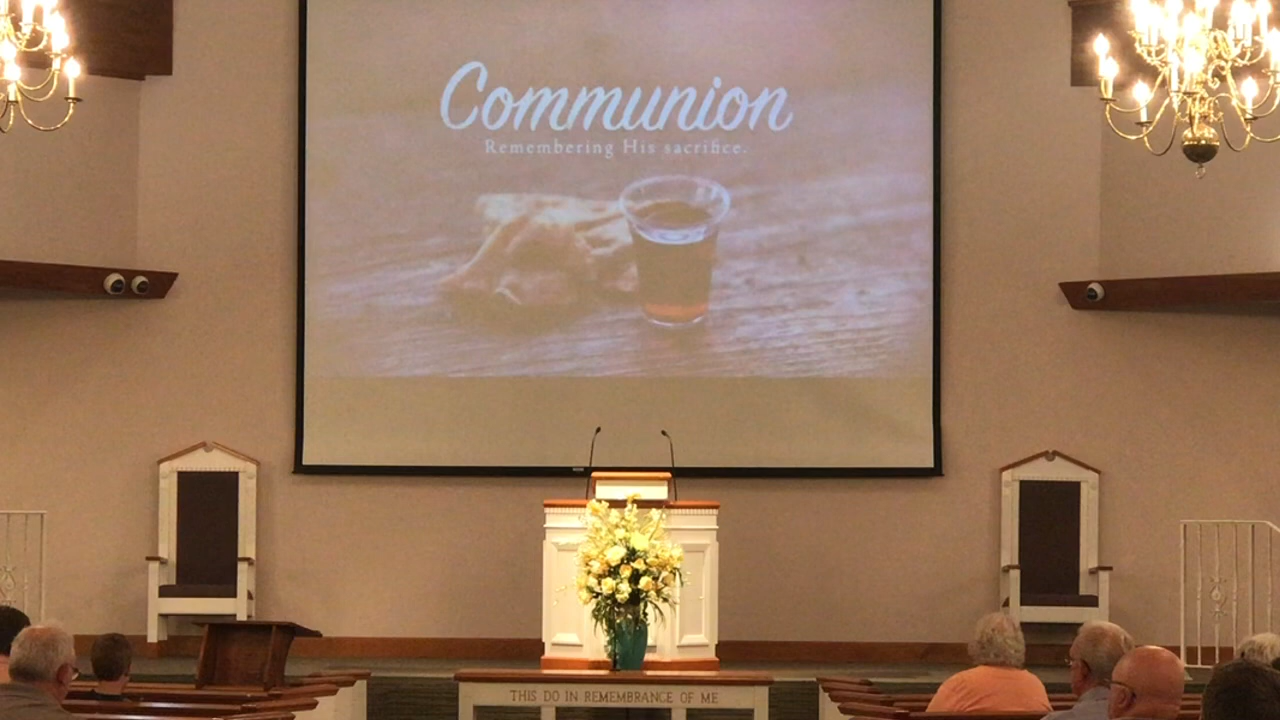 Communion
Remembering His sacrifice.
THIS DO IN REMEMBRANCE OF ME